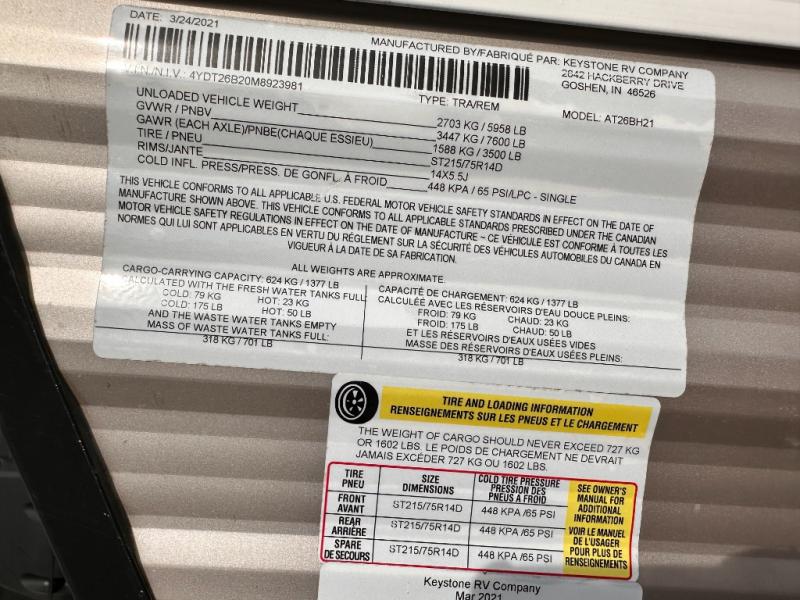 DATE: 3/24/2021
MANUFACTURED BY/FABRIQUÉ PAR: KEYSTONE RV COMPANY
2642 HACKBERRY DRIVE
GOSHEN, IN 46526
V.I.N./N.I.V.: 4YDT26B20M8923981
TYPE: TRA/REM
MODEL: AT26BH21
UNLOADED VEHICLE WEIGHT 2703 KG / 5958 LB
GVWR / PNBV 3447 KG / 7600 LB
GAWR (EACH AXLE)/PNBE(CHAQUE ESSIEU) 1588 KG / 3500 LB
TIRE / PNEU ST215/75R14D
RIMS/JANTE 14X5.5J
COLD INFL. PRESS/PRESS. DE GONFL. À FROID 448 KPA / 65 PSI/LPC - SINGLE
THIS VEHICLE CONFORMS TO ALL APPLICABLE U.S. FEDERAL MOTOR VEHICLE SAFETY STANDARDS IN EFFECT ON THE DATE OF
MANUFACTURE SHOWN ABOVE. THIS VEHICLE CONFORMS TO ALL APPLICABLE STANDARDS PRESCRIBED UNDER THE CANADIAN
MOTOR VEHICLE SAFETY REGULATIONS IN EFFECT ON THE DATE OF MANUFACTURE – CE VÉHICULE EST CONFORME À TOUTES LES
NORMES QUI LUI SONT APPLICABLES EN VERTU DU RÉGLEMENT SUR LA SÉCURITÉ DES VÉHICULES AUTOMOBILES DU CANADA EN
VIGUEUR À LA DATE DE SA FABRICATION.
ALL WEIGHTS ARE APPROXIMATE.
CARGO-CARRYING CAPACITY: 624 KG / 1377 LB
CALCULATED WITH THE FRESH WATER TANKS FULL:
COLD: 79 KG HOT: 23 KG
COLD: 175 LB HOT: 50 LB
AND THE WASTE WATER TANKS EMPTY
MASS OF WASTE WATER TANKS FULL:
318 KG / 701 LB
CAPACITÉ DE CHARGEMENT: 624 KG / 1377 LB
CALCULÉE AVEC LES RÉSERVOIRS D'EAU DOUCE PLEINS:
FROID: 79 KG CHAUD: 23 KG
FROID: 175 LB CHAUD: 50 LB
ET LES RÉSERVOIRS D'EAUX USÉES VIDES
MASSE DES RÉSERVOIRS D'EAUX USÉES PLEINS:
318 KG / 701 LB
TIRE AND LOADING INFORMATION
RENSEIGNEMENTS SUR LES PNEUS ET LE CHARGEMENT
THE WEIGHT OF CARGO SHOULD NEVER EXCEED 727 KG
OR 1602 LBS. LE POIDS DE CHARGEMENT NE DEVRAIT
JAMAIS EXCÉDER 727 KG OU 1602 LBS.
TIRE
PNEU
SIZE
DIMENSIONS
COLD TIRE PRESSURE
PRESSION DES
PNEUS A FROID
FRONT
AVANT
ST215/75R14D
448 KPA /65 PSI
REAR
ARRIÈRE
ST215/75R14D
448 KPA /65 PSI
SPARE
DE SECOURS
ST215/75R14D
448 KPA /65 PSI
SEE OWNER'S
MANUAL FOR
ADDITIONAL
INFORMATION
VOIR LE MANUEL
DE L'USAGER
POUR PLUS DE
RENSEIGNEMENTS
Keystone RV Company
Mar 2021